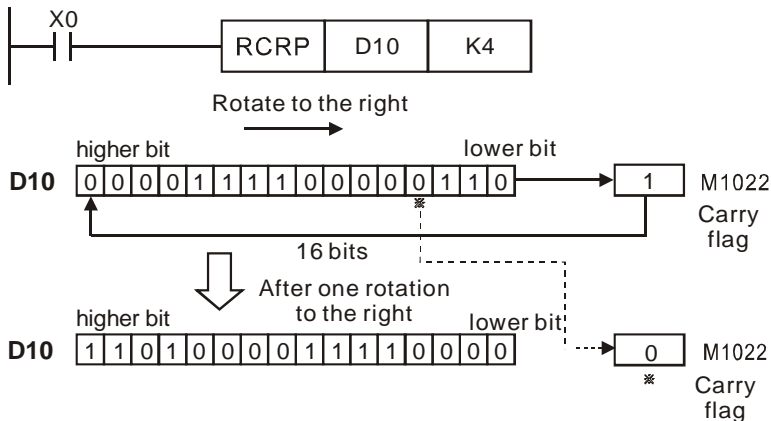 X0
RCRP D10 K4
Rotate to the right
higher bit lower bit
D10 0 0 0 0 1 1 1 1 0 0 0 0 0 1 1 0 1 M1022
※
Carry
flag
16 bits
After one rotation
to the right
higher bit lower bit
D10 1 1 0 1 0 0 0 0 1 1 1 1 0 0 0 0 0 M1022
※ Carry
flag